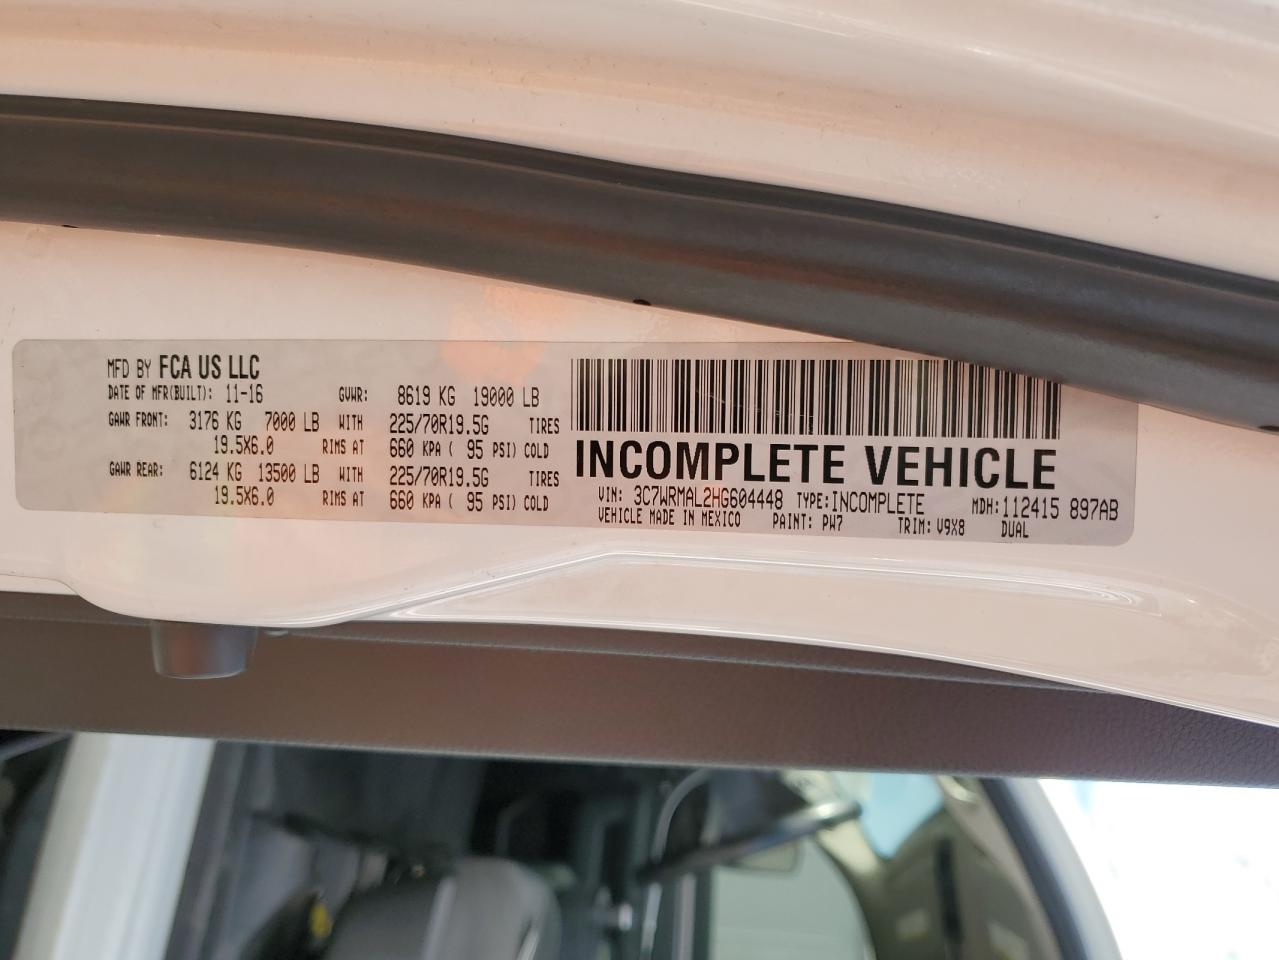 MFD BY FCA US LLC
DATE OF MFR(BUILT): 11-16 GVWR: 8619 KG 19000 LB
GAWR FRONT: 3176 KG 7000 LB WITH 225/70R19.5G TIRES
19.5X6.0 RIMS AT 660 KPA ( 95 PSI) COLD
GAWR REAR: 6124 KG 13500 LB WITH 225/70R19.5G TIRES
19.5X6.0 RIMS AT 660 KPA ( 95 PSI) COLD
INCOMPLETE VEHICLE
VIN: 3C7WRMAL2HG604448 TYPE:INCOMPLETE MDH:112415 897AB
VEHICLE MADE IN MEXICO PAINT: PW7 TRIM: V9X8 DUAL